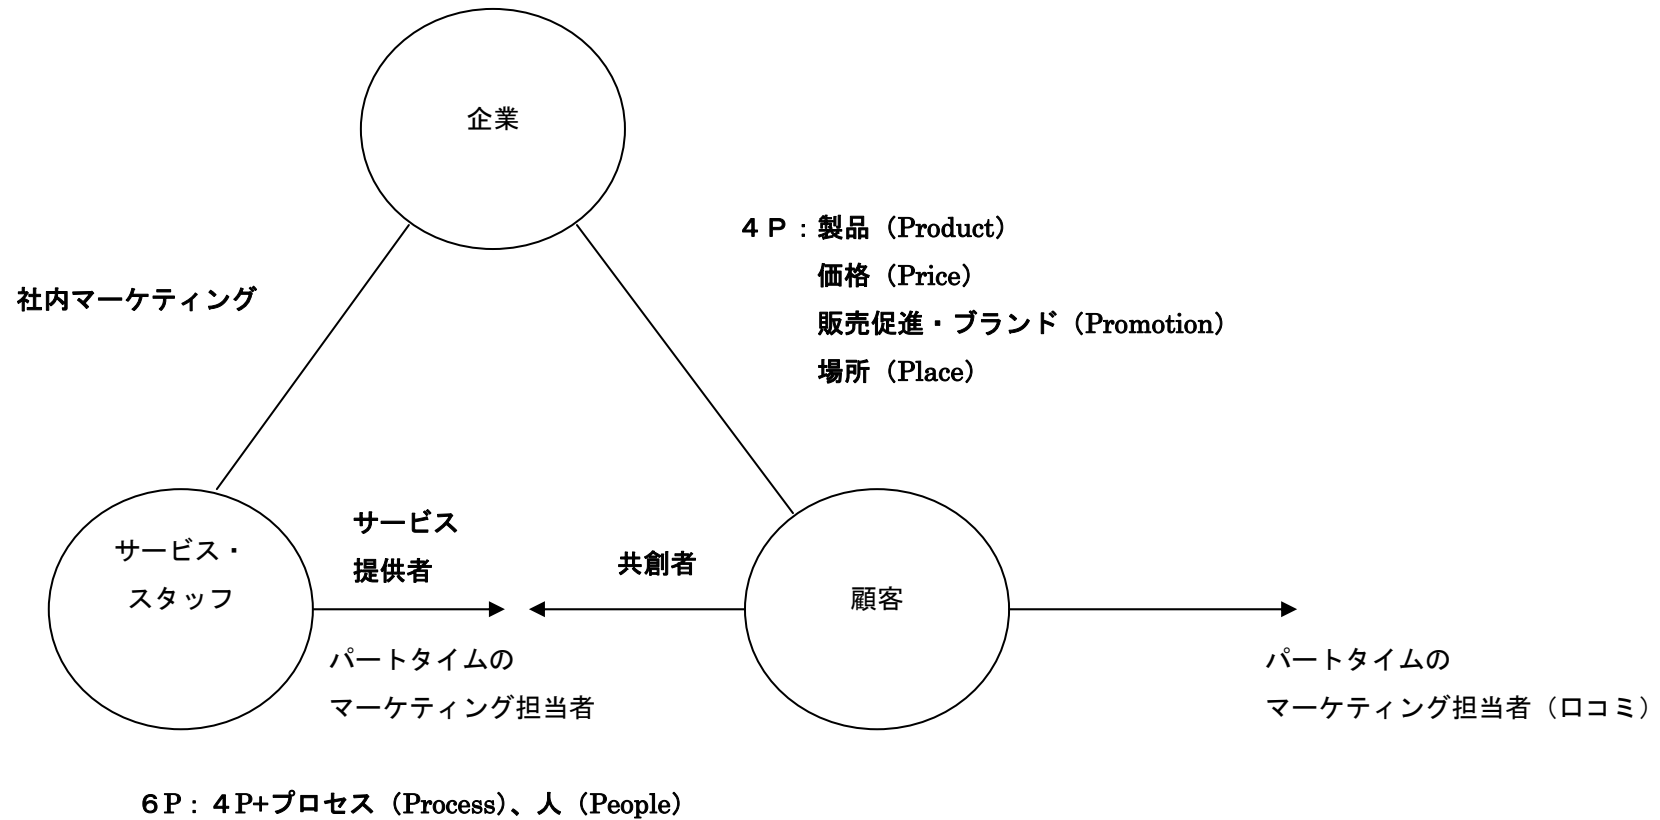 企業
４Ｐ：製品（Product）
価格（Price）
販売促進・ブランド（Promotion）
場所（Place）
社内マーケティング
サービス・
スタッフ
サービス
提供者
共創者
顧客
パートタイムの
マーケティング担当者
パートタイムの
マーケティング担当者（口コミ）
６P：４P+プロセス（Process）、人（People）